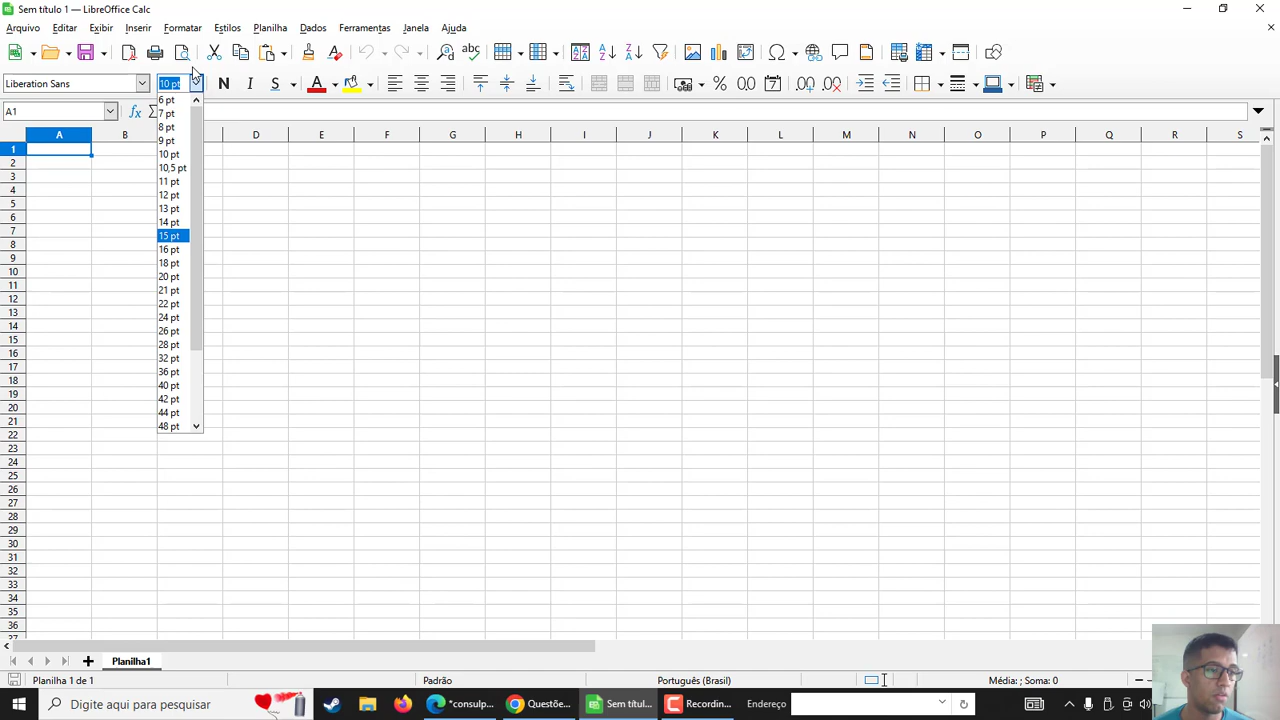 Sem título 1 — LibreOffice Calc
Arquivo Editar Exibir Inserir Formatar Estilos Planilha Dados Ferramentas Janela Ajuda
Liberation Sans 10 pt N I S
A1 fx Σ
6 pt
7 pt
8 pt
9 pt
10 pt
10,5 pt
11 pt
12 pt
13 pt
14 pt
15 pt
16 pt
18 pt
20 pt
21 pt
22 pt
24 pt
26 pt
28 pt
32 pt
36 pt
40 pt
42 pt
44 pt
48 pt
A B D E F G H I J K L M N O P Q R S
1
2
3
4
5
6
7
8
9
10
11
12
13
14
15
16
17
18
19
20
21
22
23
24
25
26
27
28
29
30
31
32
33
34
35
36
37
Planilha1
Planilha 1 de 1 Padrão Português (Brasil) Média: ; Soma: 0
Digite aqui para pesquisar *consulp... Questõe... Sem títul... Recordin... Endereço